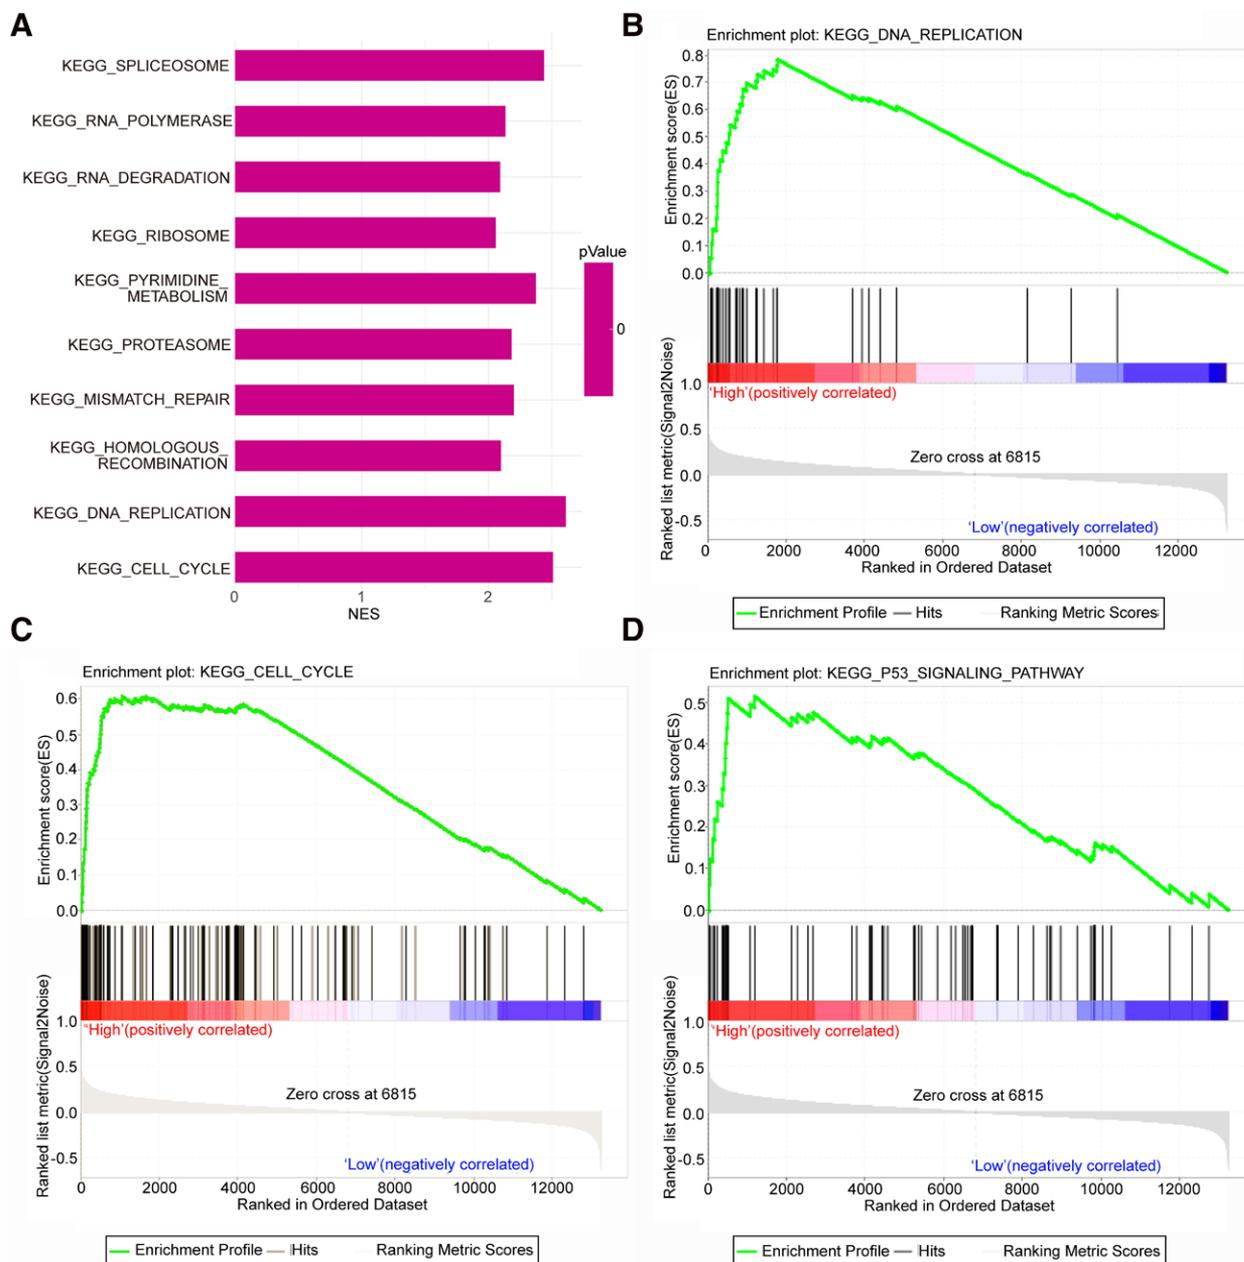 A
KEGG_SPLICEOSOME
KEGG_RNA_POLYMERASE
KEGG_RNA_DEGRADATION
KEGG_RIBOSOME
KEGG_PYRIMIDINE_
METABOLISM
KEGG_PROTEASOME
KEGG_MISMATCH_REPAIR
KEGG_HOMOLOGOUS_
RECOMBINATION
KEGG_DNA_REPLICATION
KEGG_CELL_CYCLE
0 1 2
NES
pValue
0
B
Enrichment plot: KEGG_DNA_REPLICATION
Enrichment score(ES)
0.8
0.7
0.6
0.5
0.4
0.3
0.2
0.1
0.0
Ranked list metric(Signal2Noise)
1.0
0.5
0.0
-0.5
'High'(positively correlated)
Zero cross at 6815
'Low'(negatively correlated)
0 2000 4000 6000 8000 10000 12000
Ranked in Ordered Dataset
Enrichment Profile Hits Ranking Metric Scores
C
Enrichment plot: KEGG_CELL_CYCLE
Enrichment score(ES)
0.6
0.5
0.4
0.3
0.2
0.1
0.0
Ranked list metric(Signal2Noise)
1.0
0.5
0.0
-0.5
'High'(positively correlated)
Zero cross at 6815
'Low'(negatively correlated)
0 2000 4000 6000 8000 10000 12000
Ranked in Ordered Dataset
Enrichment Profile Hits Ranking Metric Scores
D
Enrichment plot: KEGG_P53_SIGNALING_PATHWAY
Enrichment score(ES)
0.5
0.4
0.3
0.2
0.1
0.0
Ranked list metric(Signal2Noise)
1.0
0.5
0.0
-0.5
'High'(positively correlated)
Zero cross at 6815
'Low'(negatively correlated)
0 2000 4000 6000 8000 10000 12000
Ranked in Ordered Dataset
Enrichment Profile Hits Ranking Metric Scores